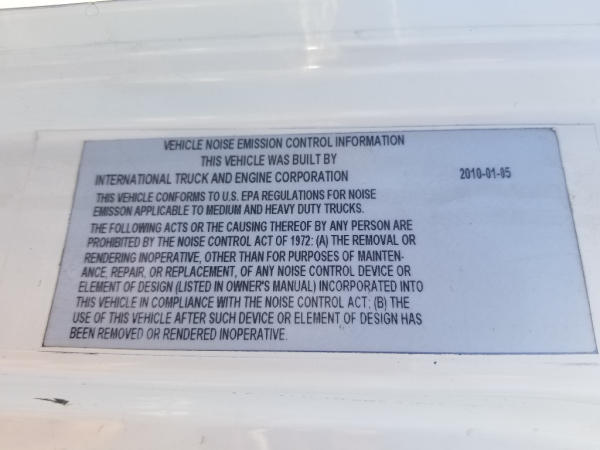 VEHICLE NOISE EMISSION CONTROL INFORMATION
THIS VEHICLE WAS BUILT BY
INTERNATIONAL TRUCK AND ENGINE CORPORATION 2010-01-05
THIS VEHICLE CONFORMS TO U.S. EPA REGULATIONS FOR NOISE
EMISSON APPLICABLE TO MEDIUM AND HEAVY DUTY TRUCKS.
THE FOLLOWING ACTS OR THE CAUSING THEREOF BY ANY PERSON ARE
PROHIBITED BY THE NOISE CONTROL ACT OF 1972: (A) THE REMOVAL OR
RENDERING INOPERATIVE, OTHER THAN FOR PURPOSES OF MAINTEN-
ANCE, REPAIR, OR REPLACEMENT, OF ANY NOISE CONTROL DEVICE OR
ELEMENT OF DESIGN (LISTED IN OWNER'S MANUAL) INCORPORATED INTO
THIS VEHICLE IN COMPLIANCE WITH THE NOISE CONTROL ACT; (B) THE
USE OF THIS VEHICLE AFTER SUCH DEVICE OR ELEMENT OF DESIGN HAS
BEEN REMOVED OR RENDERED INOPERATIVE.